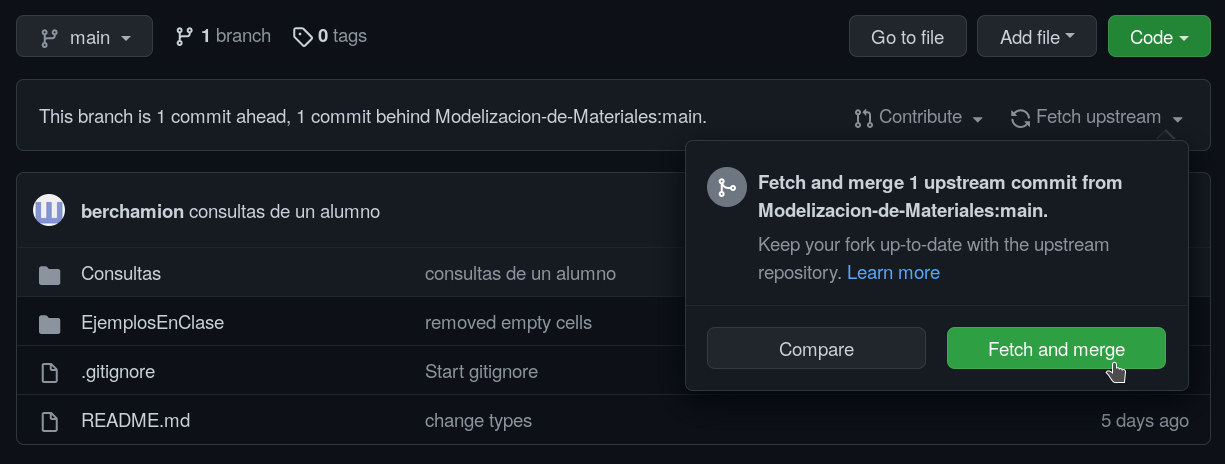 main
1 branch
0 tags
Go to file
Add file
Code
This branch is 1 commit ahead, 1 commit behind Modelizacion-de-Materiales:main.
Contribute
Fetch upstream
Fetch and merge 1 upstream commit from
Modelizacion-de-Materiales:main.
Keep your fork up-to-date with the upstream
repository. Learn more
Compare
Fetch and merge
berchamion consultas de un alumno
Consultas
consultas de un alumno
EjemplosEnClase
removed empty cells
.gitignore
Start gitignore
README.md
change types
5 days ago